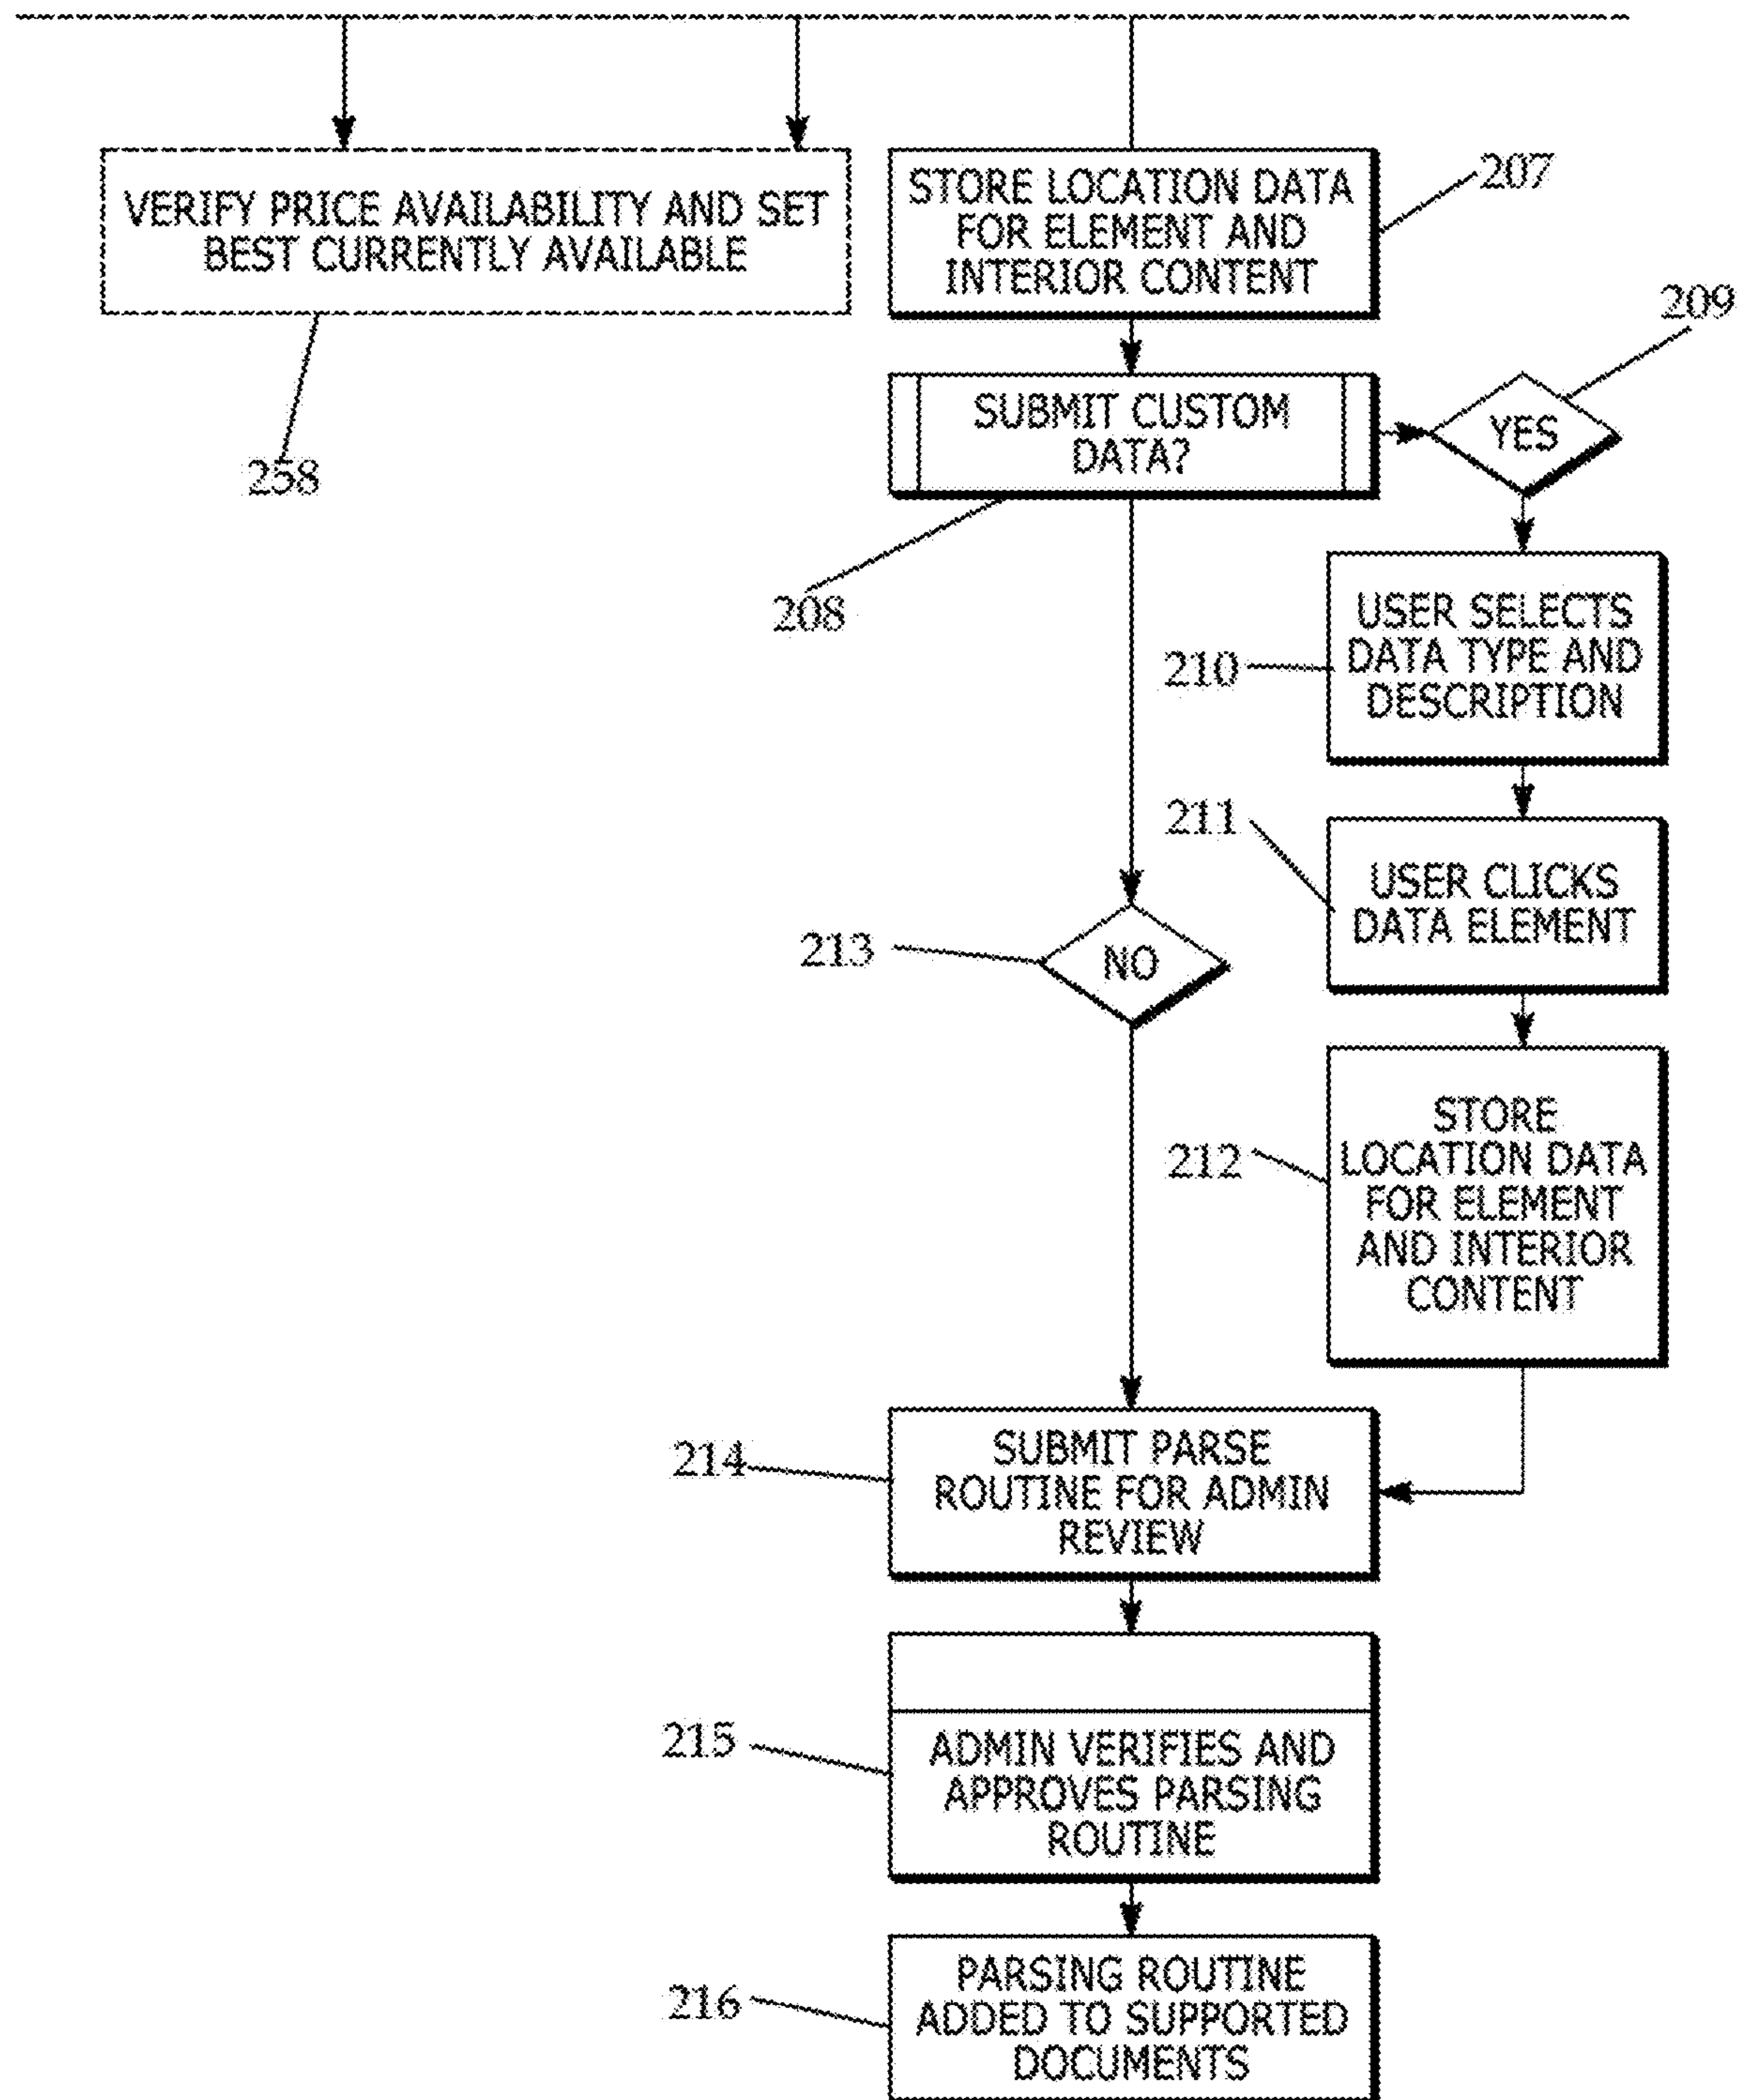 VERIFY PRICE AVAILABILITY AND SET
BEST CURRENTLY AVAILABLE
258
STORE LOCATION DATA
FOR ELEMENT AND
INTERIOR CONTENT
207
SUBMIT CUSTOM
DATA?
208
YES
209
USER SELECTS
DATA TYPE AND
DESCRIPTION
210
USER CLICKS
DATA ELEMENT
211
NO
213
STORE
LOCATION DATA
FOR ELEMENT
AND INTERIOR
CONTENT
212
SUBMIT PARSE
ROUTINE FOR ADMIN
REVIEW
214
ADMIN VERIFIES AND
APPROVES PARSING
ROUTINE
215
PARSING ROUTINE
ADDED TO SUPPORTED
DOCUMENTS
216